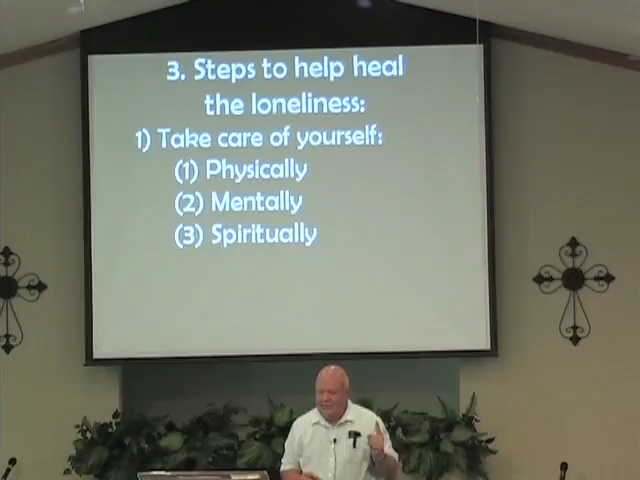 3. Steps to help heal
the loneliness:
1) Take care of yourself:
(1) Physically
(2) Mentally
(3) Spiritually